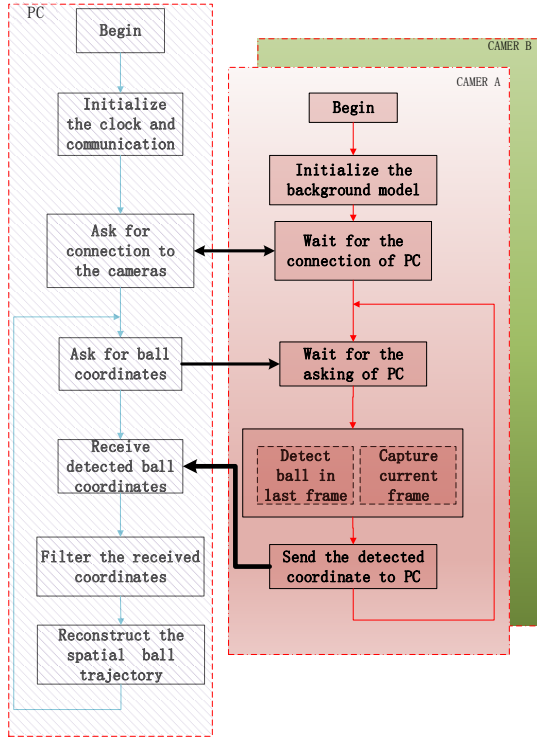 PC
Begin
Initialize
the clock and
communication
Ask for
connection to
the cameras
Ask for ball
coordinates
Receive
detected ball
coordinates
Filter the received
coordinates
Reconstruct the
spatial ball
trajectory
CAMER B
CAMER A
Begin
Initialize the
background model
Wait for the
connection of PC
Wait for the
asking of PC
Detect
ball in
last frame
Capture
current
frame
Send the detected
coordinate to PC